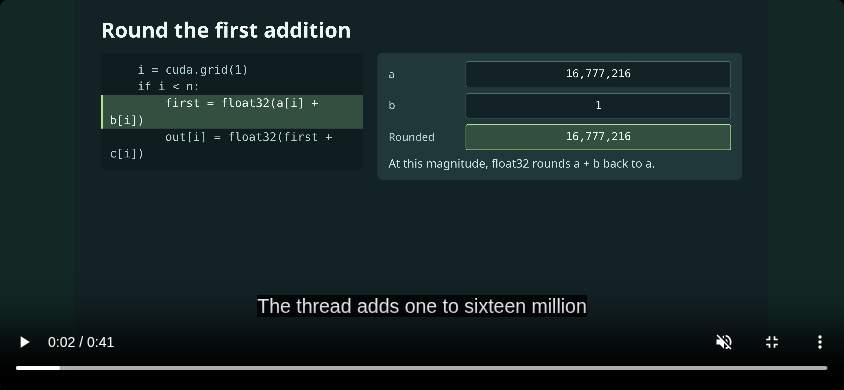 Round the first addition
i = cuda.grid(1)
if i < n:
first = float32(a[i] +
b[i])
out[i] = float32(first +
c[i])
a
16,777,216
b
1
Rounded
16,777,216
At this magnitude, float32 rounds a + b back to a.
The thread adds one to sixteen million
0:02 / 0:41